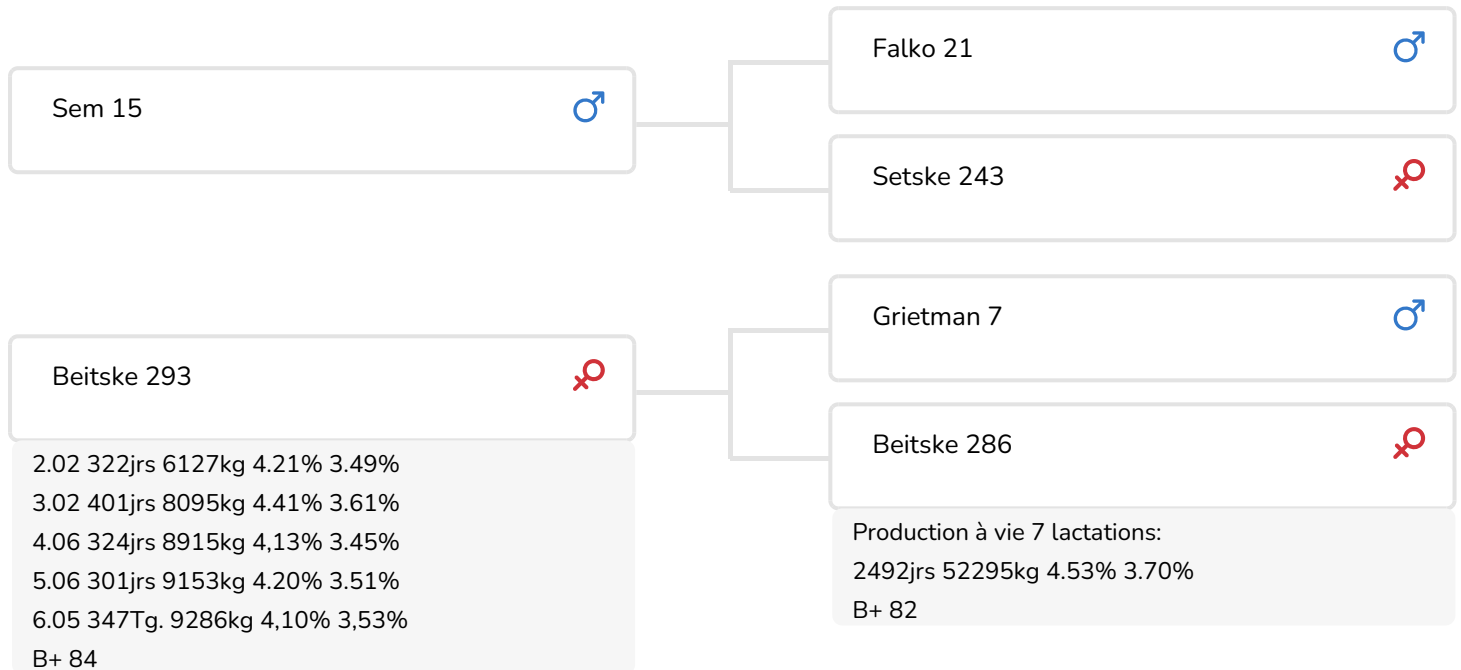 Sem 15
Falko 21
Setske 243
Beitske 293
2.02 322jrs 6127kg 4.21% 3.49%
3.02 401jrs 8095kg 4.41% 3.61%
4.06 324jrs 8915kg 4,13% 3.45%
5.06 301jrs 9153kg 4.20% 3.51%
6.05 347Tg. 9286kg 4,10% 3,53%
B+ 84
Grietman 7
Beitske 286
Production à vie 7 lactations:
2492jrs 52295kg 4.53% 3.70%
B+ 82